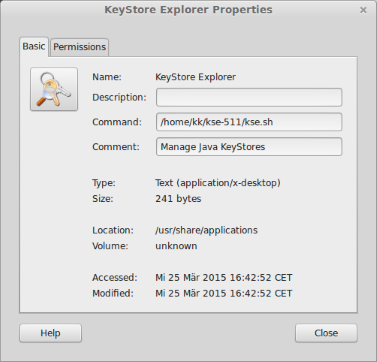 KeyStore Explorer Properties
Basic Permissions
Name: KeyStore Explorer
Description:
Command: /home/kk/kse-511/kse.sh
Comment: Manage Java KeyStores
Type: Text (application/x-desktop)
Size: 241 bytes
Location: /usr/share/applications
Volume: unknown
Accessed: Mi 25 Mär 2015 16:42:52 CET
Modified: Mi 25 Mär 2015 16:42:52 CET
Help Close